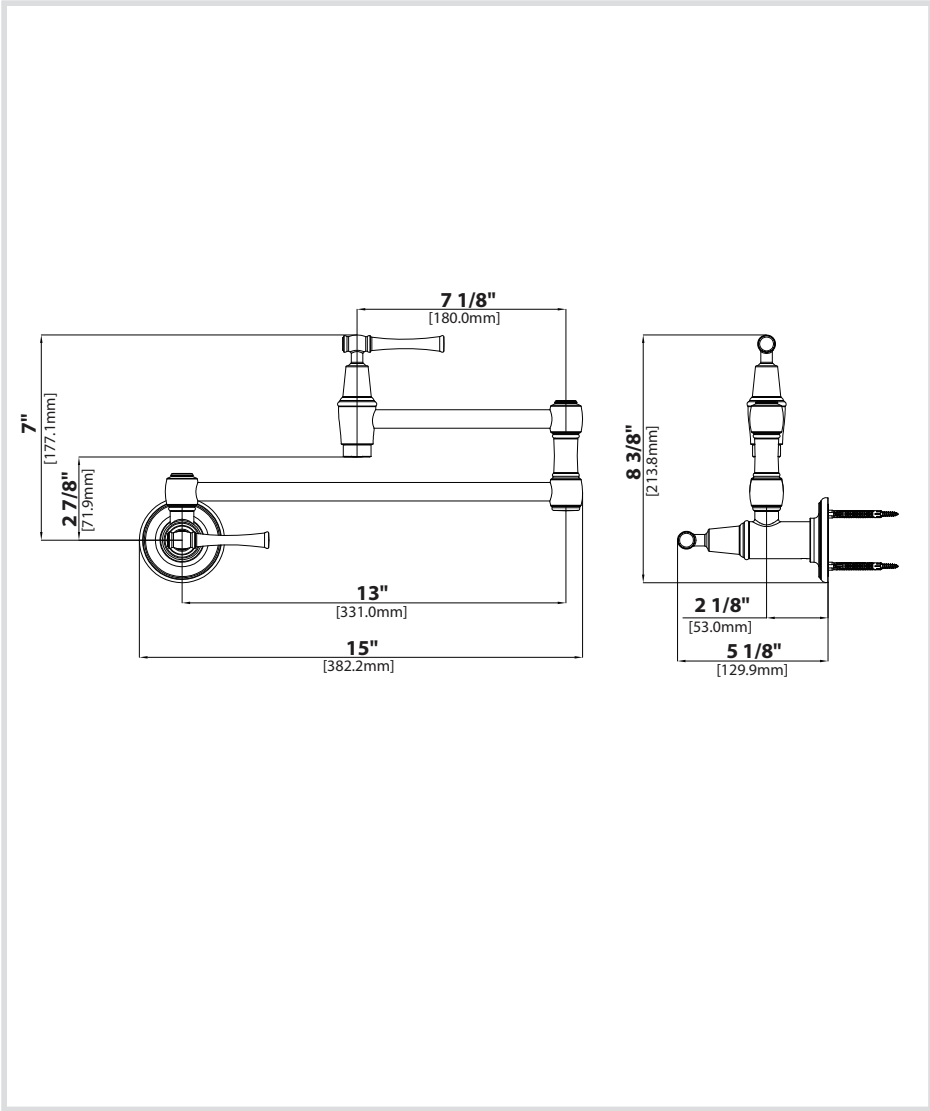 7 1/8"
[180.0mm]
7"
[177.1mm]
2 7/8"
[71.9mm]
13"
[331.0mm]
15"
[382.2mm]
8 3/8"
[213.8mm]
2 1/8"
[53.0mm]
5 1/8"
[129.9mm]